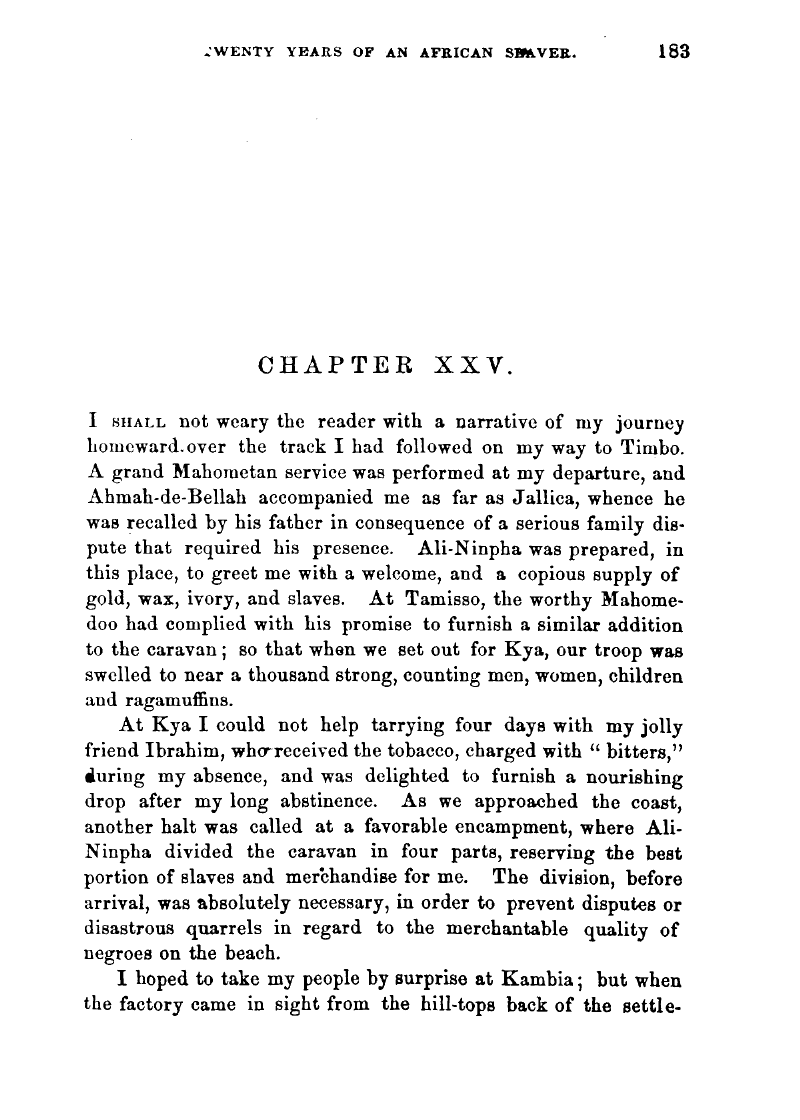 TWENTY YEARS OF AN AFRICAN SLAVER. 183
CHAPTER XXV.
I SHALL not weary the reader with a narrative of my journey
homeward over the track I had followed on my way to Timbo.
A grand Mahometan service was performed at my departure, and
Ahmah-de-Bellah accompanied me as far as Jallica, whence he
was recalled by his father in consequence of a serious family dis-
pute that required his presence. Ali-Ninpha was prepared, in
this place, to greet me with a welcome, and a copious supply of
gold, wax, ivory, and slaves. At Tamisso, the worthy Mahome-
doo had complied with his promise to furnish a similar addition
to the caravan; so that when we set out for Kya, our troop was
swelled to near a thousand strong, counting men, women, children
and ragamuffins.
At Kya I could not help tarrying four days with my jolly
friend Ibrahim, who received the tobacco, charged with "bitters,"
during my absence, and was delighted to furnish a nourishing
drop after my long abstinence. As we approached the coast,
another halt was called at a favorable encampment, where Ali-
Ninpha divided the caravan in four parts, reserving the best
portion of slaves and merchandise for me. The division, before
arrival, was absolutely necessary, in order to prevent disputes or
disastrous quarrels in regard to the merchantable quality of
negroes on the beach.
I hoped to take my people by surprise at Kambia; but when
the factory came in sight from the hill-tops back of the settle-